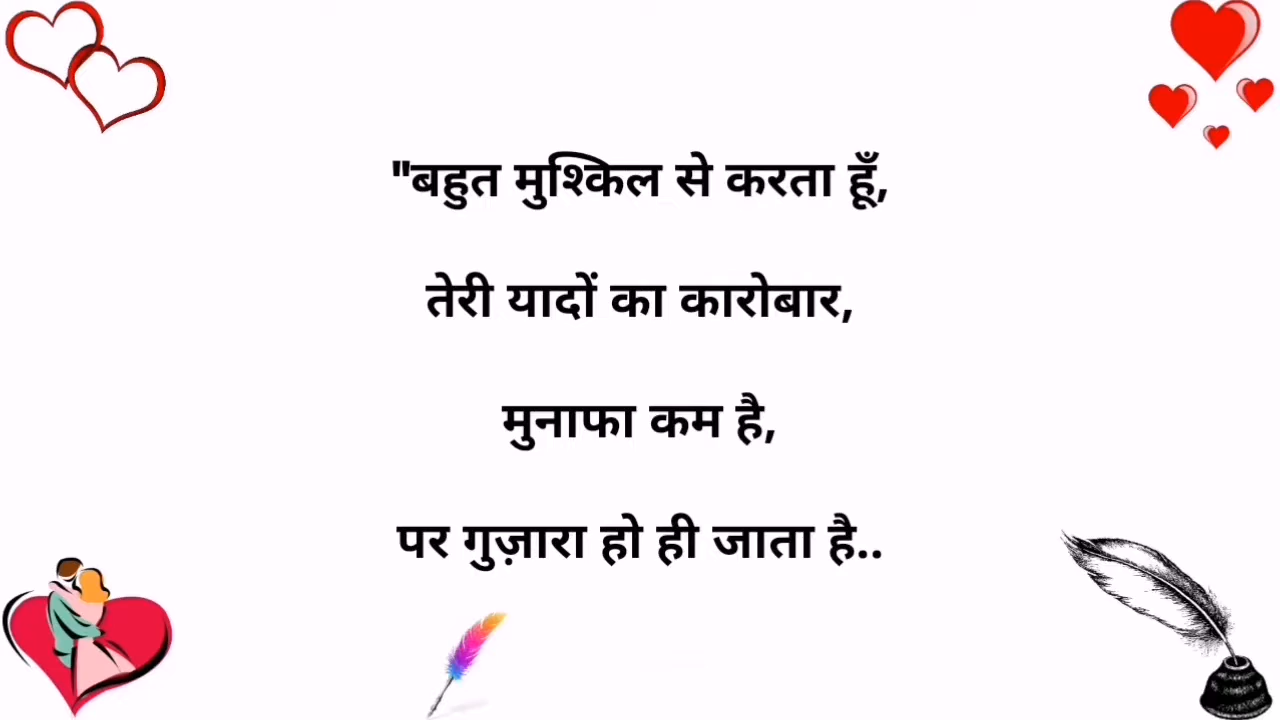 "बहुत मुश्किल से करता हूँ,
तेरी यादों का कारोबार,
मुनाफा कम है,
पर गुज़ारा हो ही जाता है..